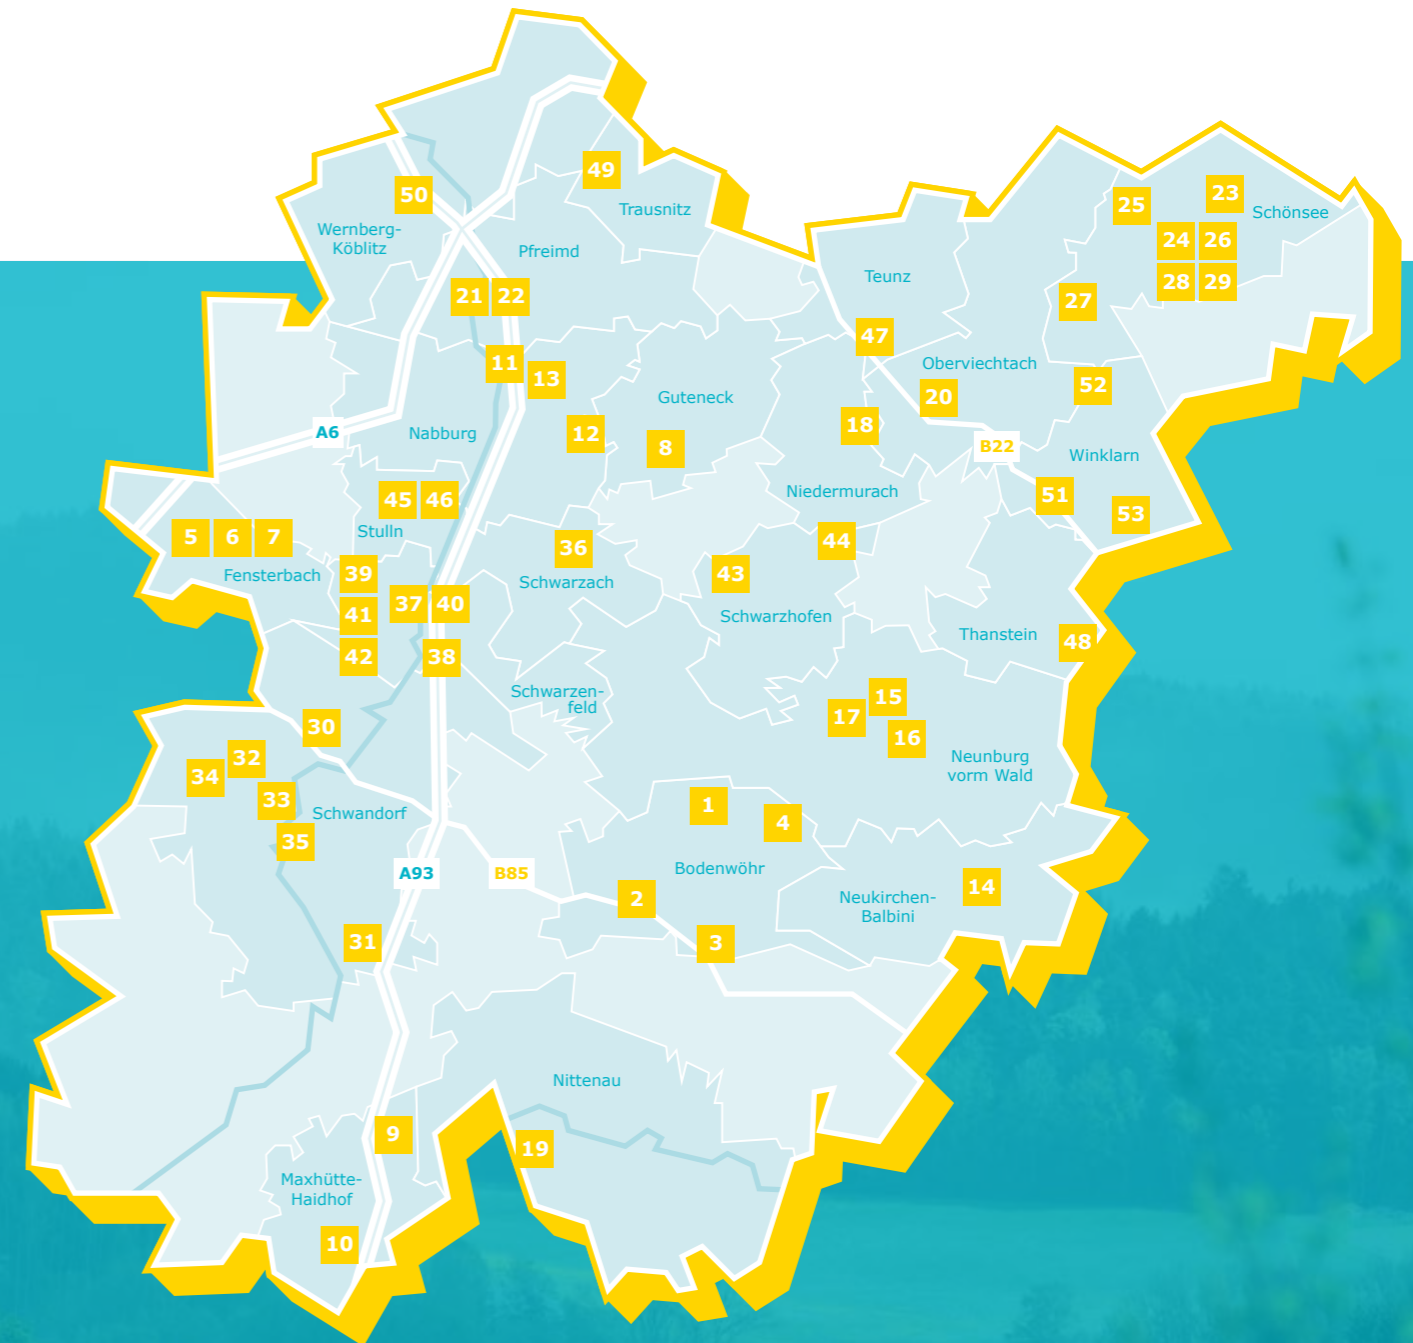 49
50
Trausnitz
Wernberg-
Köblitz
Pfreimd
21 22
11
13
25
23
Schönsee
24 26
28 29
27
Teunz
47
Oberviechtach
20
52
18
B22
Winklarn
51
53
Guteneck
8
12
A6
Nabburg
45 46
Stulln
Niedermurach
44
5 6 7
Fensterbach
39
41
42
37 40
38
36
Schwarzach
43
Schwarzhofen
Thanstein
48
Schwarzen-
feld
15
17
16
Neunburg
vorm Wald
30
32
34
33
Schwandorf
35
A93
B85
1
4
Bodenwöhr
2
3
Neukirchen-
Balbini
14
31
Nittenau
9
19
Maxhütte-
Haidhof
10